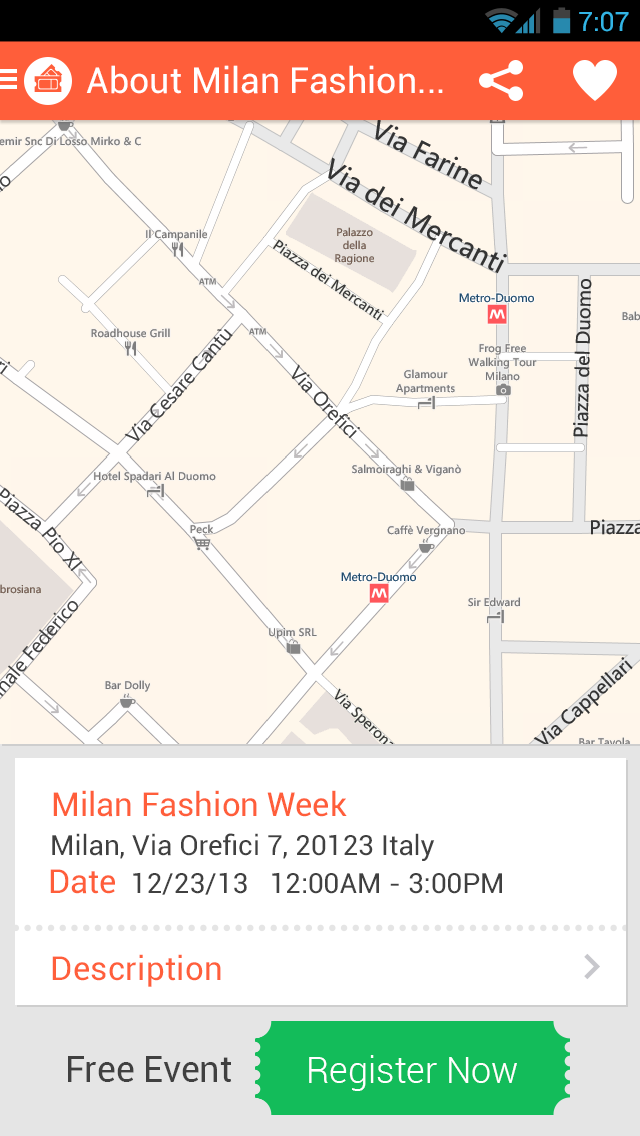 7:07
About Milan Fashion...
emir Snc Di Losso Mirko & C
Via Farine
Via dei Mercanti
Il Campanile
Palazzo
della
Ragione
Piazza dei Mercanti
ATM
Metro-Duomo
M
Piazza del Duomo
Bab
ATM
Roadhouse Grill
Via Cesare Cantù
Frog Free
Walking Tour
Milano
Glamour
Apartments
Via Orefici
ri
Hotel Spadari Al Duomo
Salmoiraghi & Viganò
Piazza Pio XI
Peck
Caffè Vergnano
Piazza
Metro-Duomo
M
brosiana
Sir Edward
nale Federico
Upim SRL
Bar Dolly
Via Sperona
Via Cappellari
Bar Tavola
Milan Fashion Week
Milan, Via Orefici 7, 20123 Italy
Date 12/23/13 12:00AM - 3:00PM
Description
Free Event
Register Now